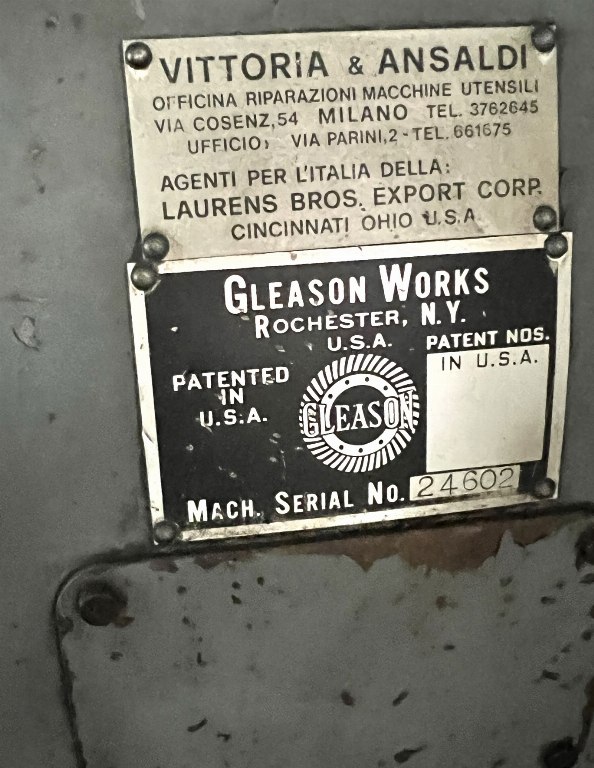 VITTORIA & ANSALDI
OFFICINA RIPARAZIONI MACCHINE UTENSILI
VIA COSENZ, 54 MILANO TEL. 3762645
UFFICIO: VIA PARINI, 2 - TEL. 661675
AGENTI PER L'ITALIA DELLA:
LAURENS BROS. EXPORT CORP.
CINCINNATI OHIO U.S.A.
GLEASON WORKS
ROCHESTER, N.Y.
U.S.A.
PATENTED
IN
U.S.A.
GLEASON
PATENT NOS.
IN U.S.A.
MACH. SERIAL NO. 24602